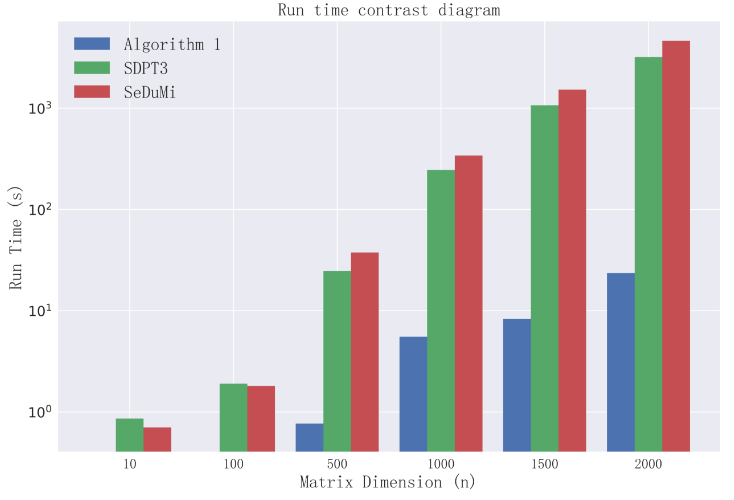 Run time contrast diagram
Algorithm 1
SDPT3
SeDuMi
10³
10²
10¹
10⁰
Run Time (s)
10 100 500 1000 1500 2000
Matrix Dimension (n)